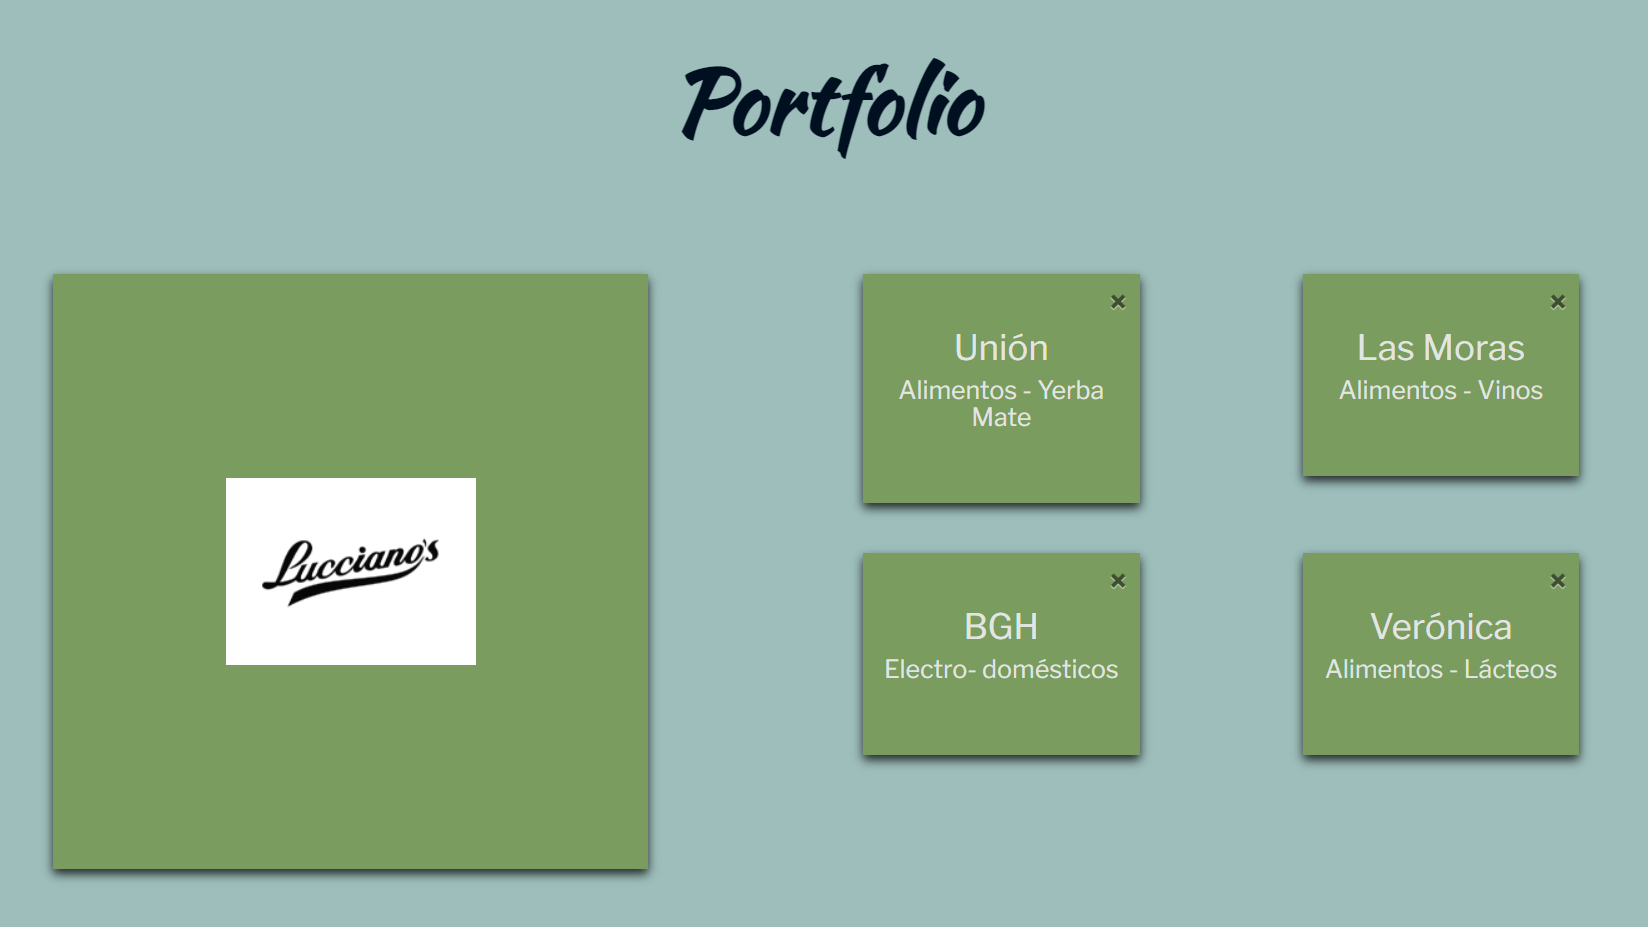 Portfolio
Lucciano's
Unión
Alimentos - Yerba
Mate
Las Moras
Alimentos - Vinos
BGH
Electro- domésticos
Verónica
Alimentos - Lácteos